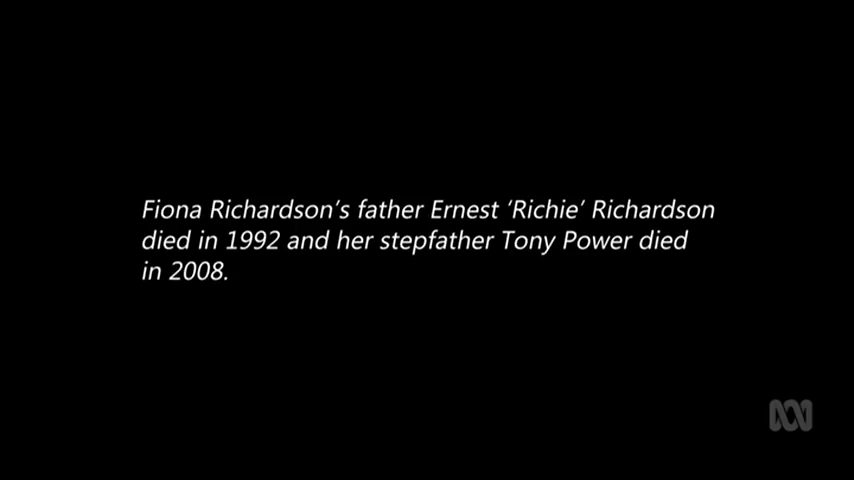 Fiona Richardson’s father Ernest ‘Richie’ Richardson
died in 1992 and her stepfather Tony Power died
in 2008.